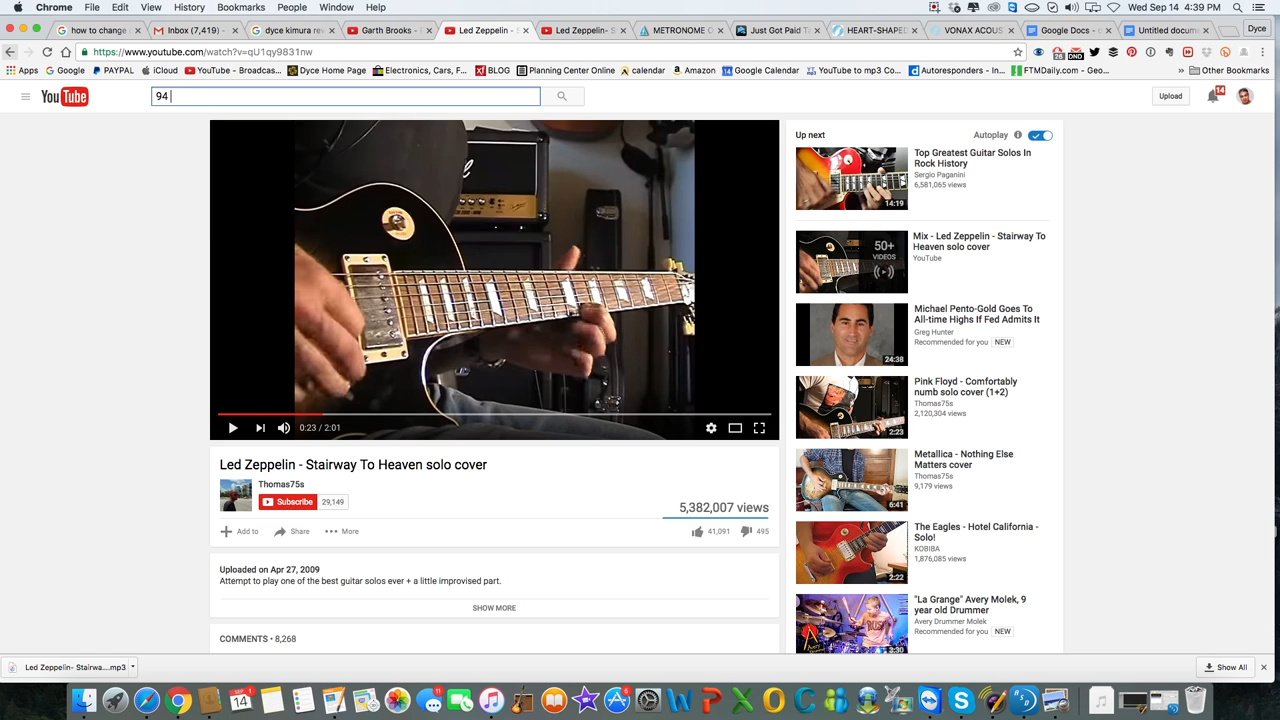 Chrome File Edit View History Bookmarks People Window Help
Wed Sep 14 4:39 PM
how to change
Inbox (7,419)
dyce kimura re
Garth Brooks -
Led Zeppelin - S
Led Zeppelin- S
METRONOME O
Just Got Paid T
HEART-SHAPED
VONAX ACOUS
Google Docs - c
Untitled docume
Dyce
https://www.youtube.com/watch?v=qU1qy9831nw
Apps Google PAYPAL iCloud YouTube - Broadcas... Dyce Home Page Electronics, Cars, F... BLOG Planning Center Online calendar Amazon Google Calendar YouTube to mp3 Co... Autoresponders - In... FTMDaily.com - Geo... » Other Bookmarks
YouTube
94
Upload
14
Up next
Autoplay
Top Greatest Guitar Solos In
Rock History
Sergio Paganini
6,581,065 views
14:19
Mix - Led Zeppelin - Stairway To
Heaven solo cover
YouTube
50+
VIDEOS
Michael Pento-Gold Goes To
All-time Highs If Fed Admits It
Greg Hunter
Recommended for you NEW
24:38
Pink Floyd - Comfortably
numb solo cover (1+2)
Thomas75s
2,120,304 views
2:23
Metallica - Nothing Else
Matters cover
Thomas75s
9,179 views
6:41
The Eagles - Hotel California -
Solo!
KOBIBA
1,876,085 views
2:22
"La Grange" Avery Molek, 9
year old Drummer
Avery Drummer Molek
Recommended for you NEW
3:30
0:23 / 2:01
Led Zeppelin - Stairway To Heaven solo cover
Thomas75s
Subscribe 29,149
5,382,007 views
Add to Share More
41,091 495
Uploaded on Apr 27, 2009
Attempt to play one of the best guitar solos ever + a little improvised part.
SHOW MORE
COMMENTS • 8,268
Led Zeppelin- Stairwa....mp3
Show All